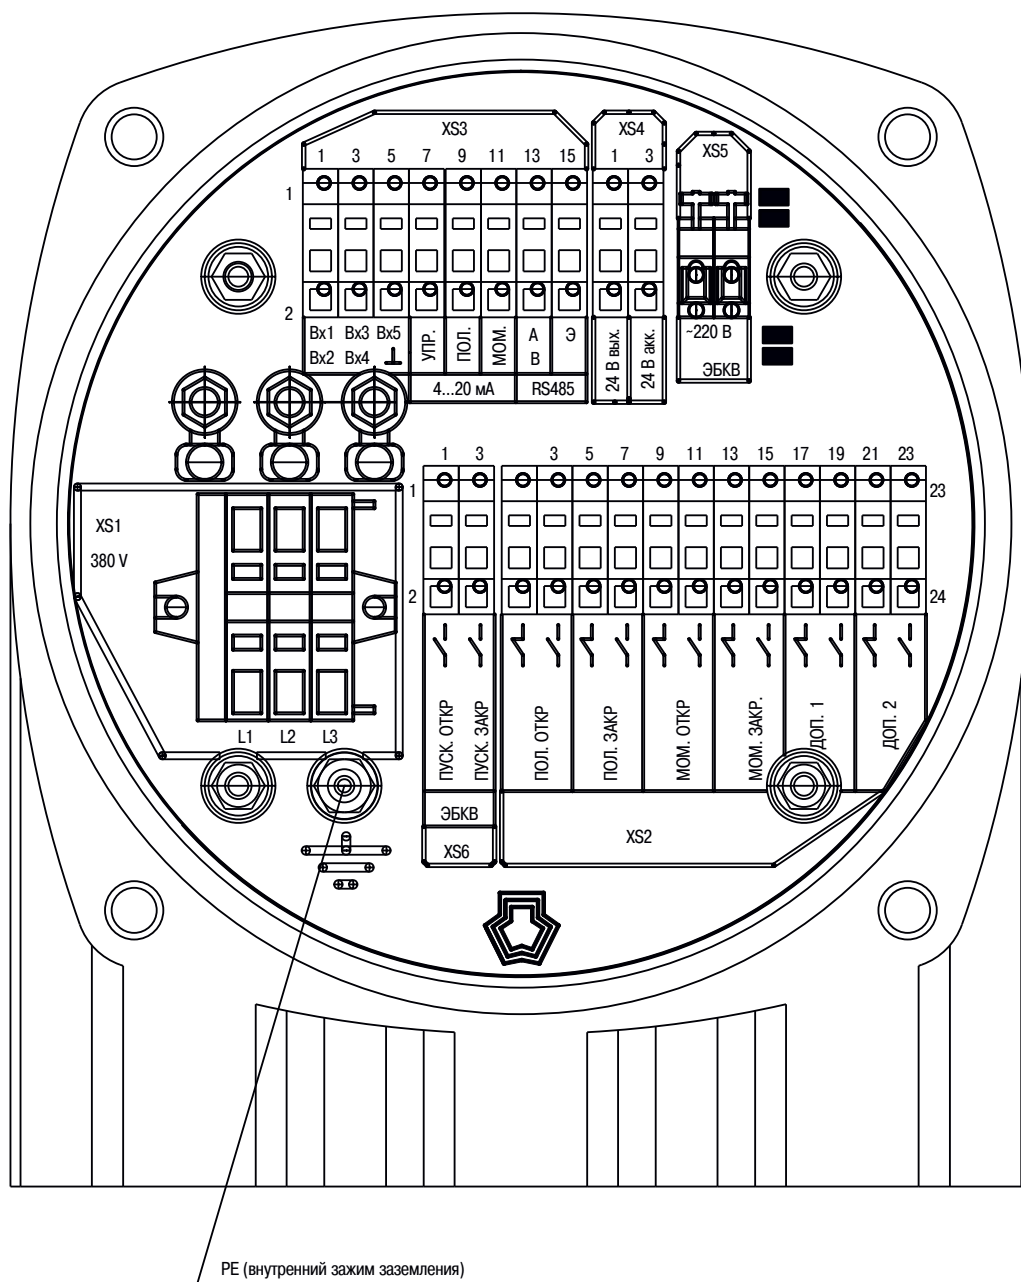 XS3
XS4
XS5
1 3 5 7 9 11 13 15
1 3
1
2
Вх1 Вх3 Вх5
Вх2 Вх4
УПР.
ПОЛ.
МОМ.
А
В
Э
4...20 мА
RS485
24 В вых.
24 В акк.
~220 В
ЭБКВ
1 3
3 5 7 9 11 13 15 17 19 21 23
1
23
2
24
XS1
380 V
L1 L2 L3
ПУСК. ОТКР
ПУСК. ЗАКР
ПОЛ. ОТКР
ПОЛ. ЗАКР
МОМ. ОТКР
МОМ. ЗАКР.
ДОП. 1
ДОП. 2
ЭБКВ
XS6
XS2
PE (внутренний зажим заземления)